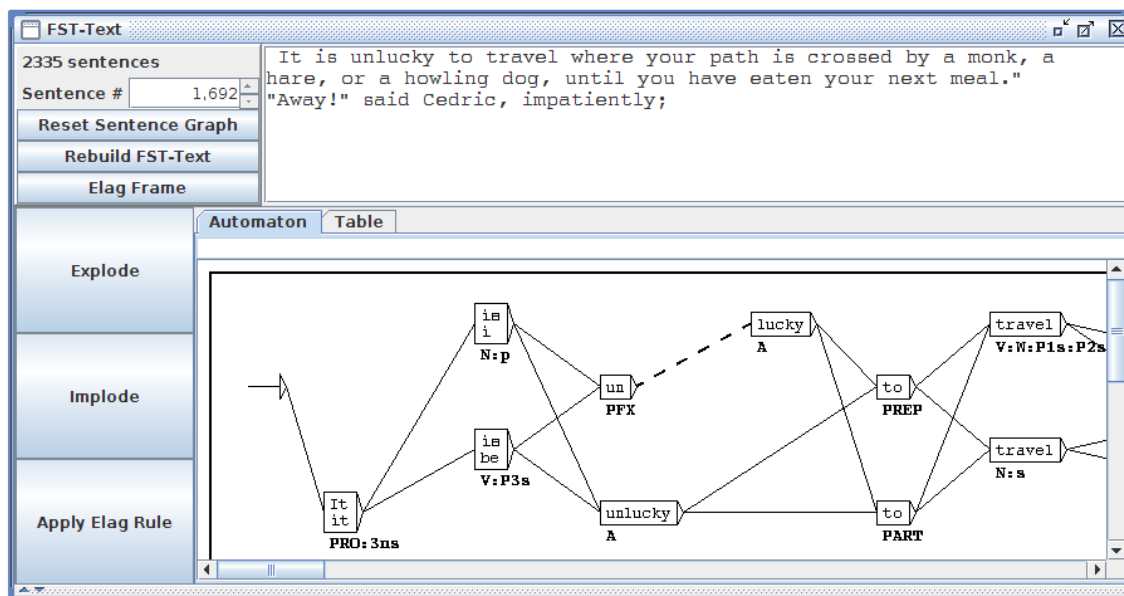 FST-Text
2335 sentences
Sentence # 1,692
Reset Sentence Graph
Rebuild FST-Text
Elag Frame
It is unlucky to travel where your path is crossed by a monk, a
hare, or a howling dog, until you have eaten your next meal."
"Away!" said Cedric, impatiently;
Explode
Implode
Apply Elag Rule
Automaton Table
It
it
PRO:3ns
is
i
N:p
is
be
V:P3s
un
PFX
unlucky
A
lucky
A
to
PREP
to
PART
travel
V:W:P1s:P2s
travel
N:s